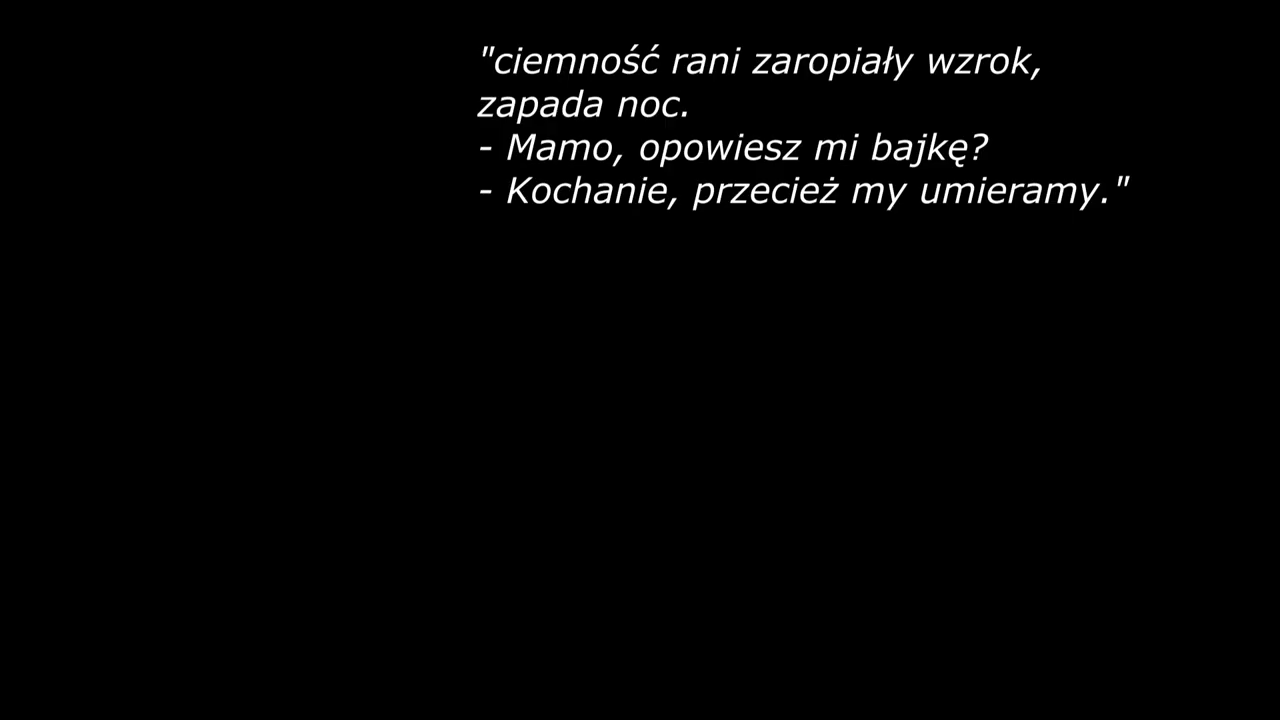 "ciemność rani zaropiały wzrok,
zapada noc.
- Mamo, opowiesz mi bajkę?
- Kochanie, przecież my umieramy."